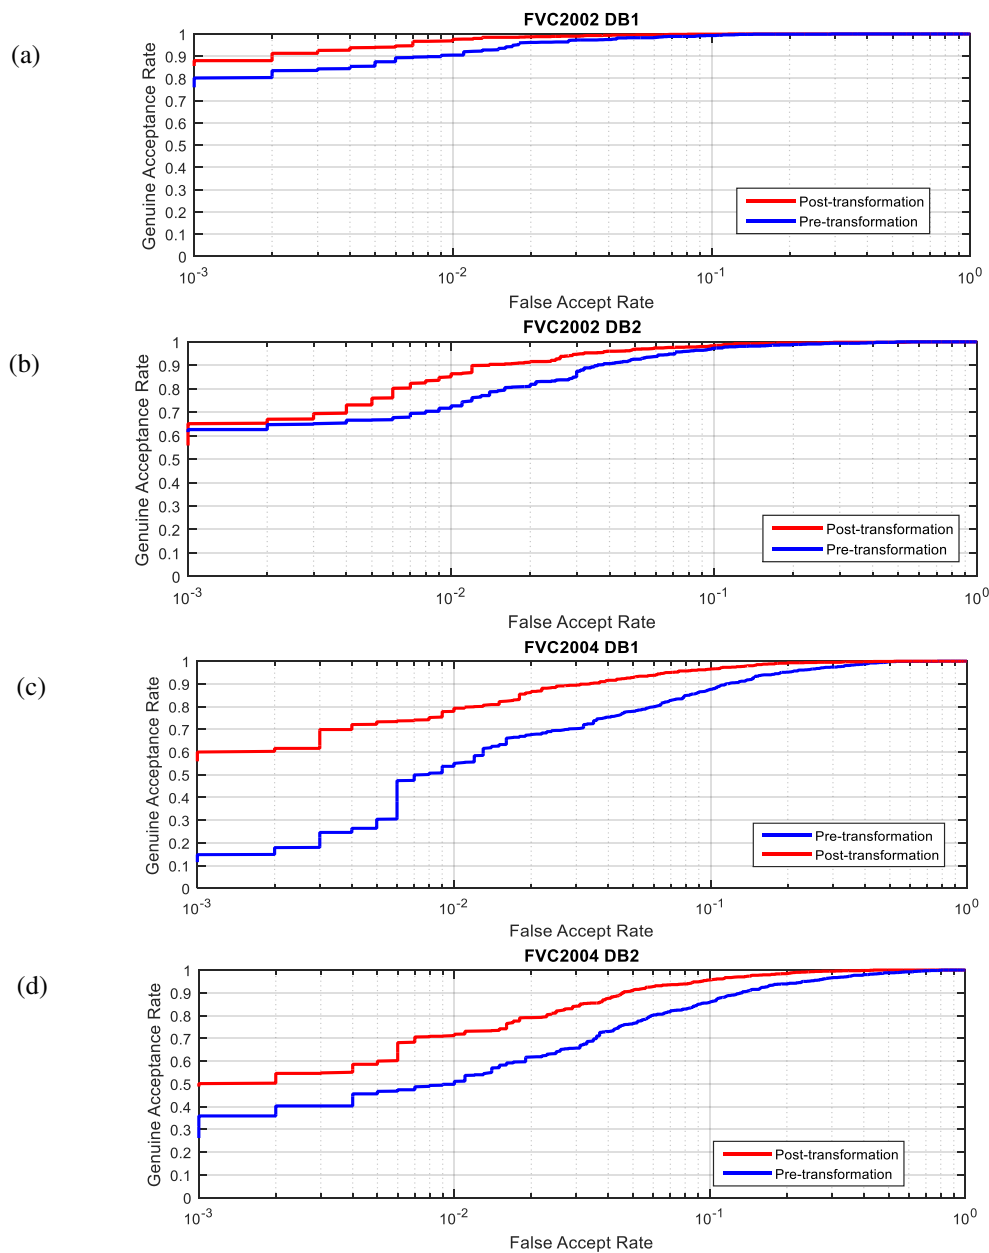 FVC2002 DB1
(a)
Genuine Acceptance Rate
1
0.9
0.8
0.7
0.6
0.5
0.4
0.3
0.2
0.1
0
Post-transformation
Pre-transformation
10-3 10-2 10-1 100
False Accept Rate
FVC2002 DB2
(b)
Genuine Acceptance Rate
1
0.9
0.8
0.7
0.6
0.5
0.4
0.3
0.2
0.1
0
Post-transformation
Pre-transformation
10-3 10-2 10-1 100
False Accept Rate
FVC2004 DB1
(c)
Genuine Acceptance Rate
1
0.9
0.8
0.7
0.6
0.5
0.4
0.3
0.2
0.1
0
Pre-transformation
Post-transformation
10-3 10-2 10-1 100
False Accept Rate
FVC2004 DB2
(d)
Genuine Acceptance Rate
1
0.9
0.8
0.7
0.6
0.5
0.4
0.3
0.2
0.1
0
Post-transformation
Pre-transformation
10-3 10-2 10-1 100
False Accept Rate